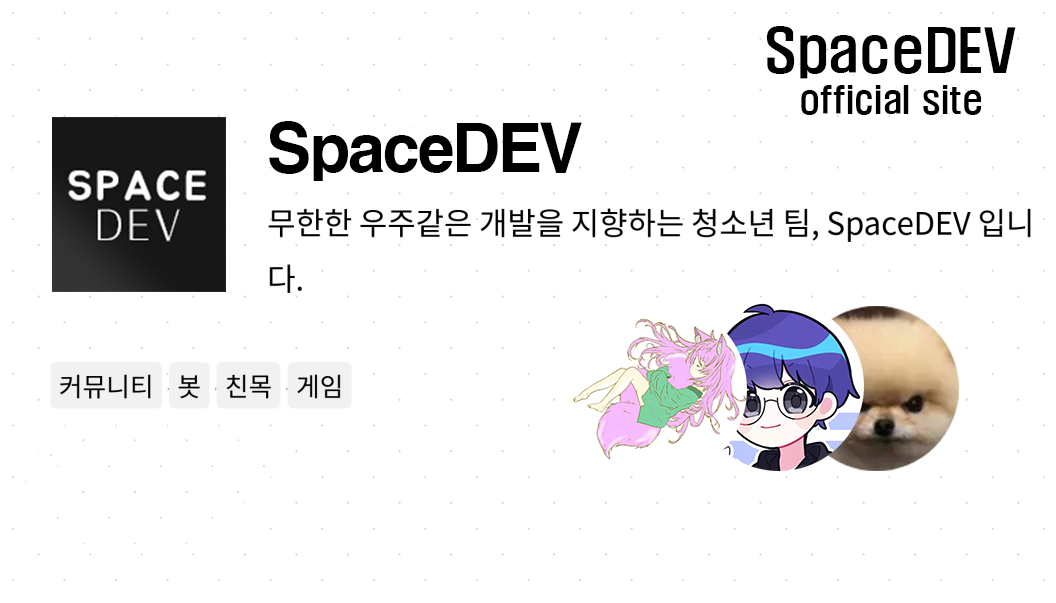 SpaceDEV
official site
SPACE
DEV
SpaceDEV
무한한 우주같은 개발을 지향하는 청소년 팀, SpaceDEV 입니
다.
커뮤니티 봇 친목 게임